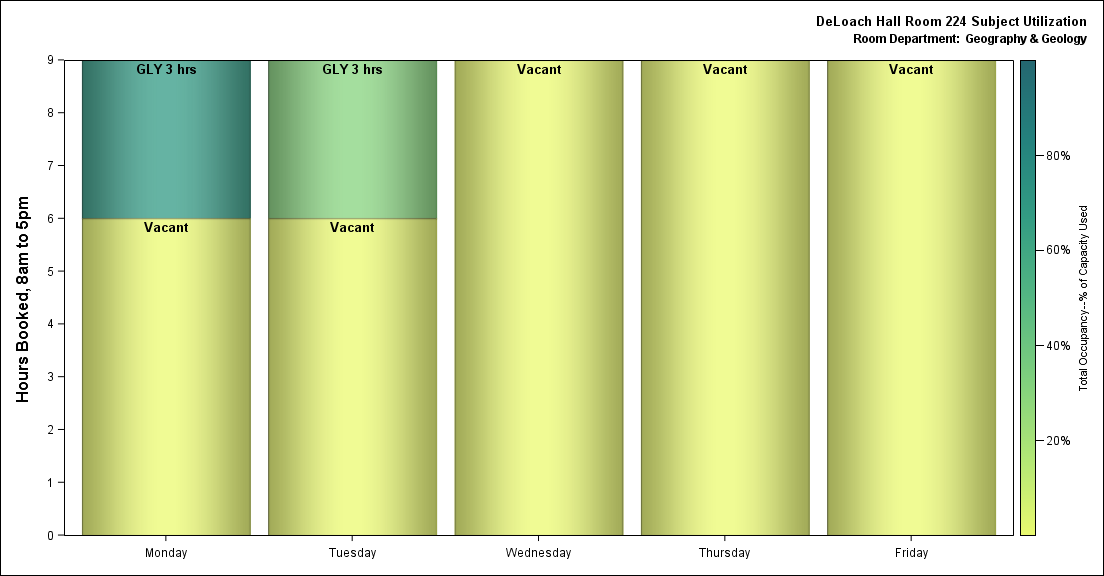 DeLoach Hall Room 224 Subject Utilization
Room Department: Geography & Geology
Hours Booked, 8am to 5pm
9
8
7
6
5
4
3
2
1
0
GLY 3 hrs
Vacant
GLY 3 hrs
Vacant
Vacant
Vacant
Vacant
Monday
Tuesday
Wednesday
Thursday
Friday
80%
60%
40%
20%
Total Occupancy--% of Capacity Used